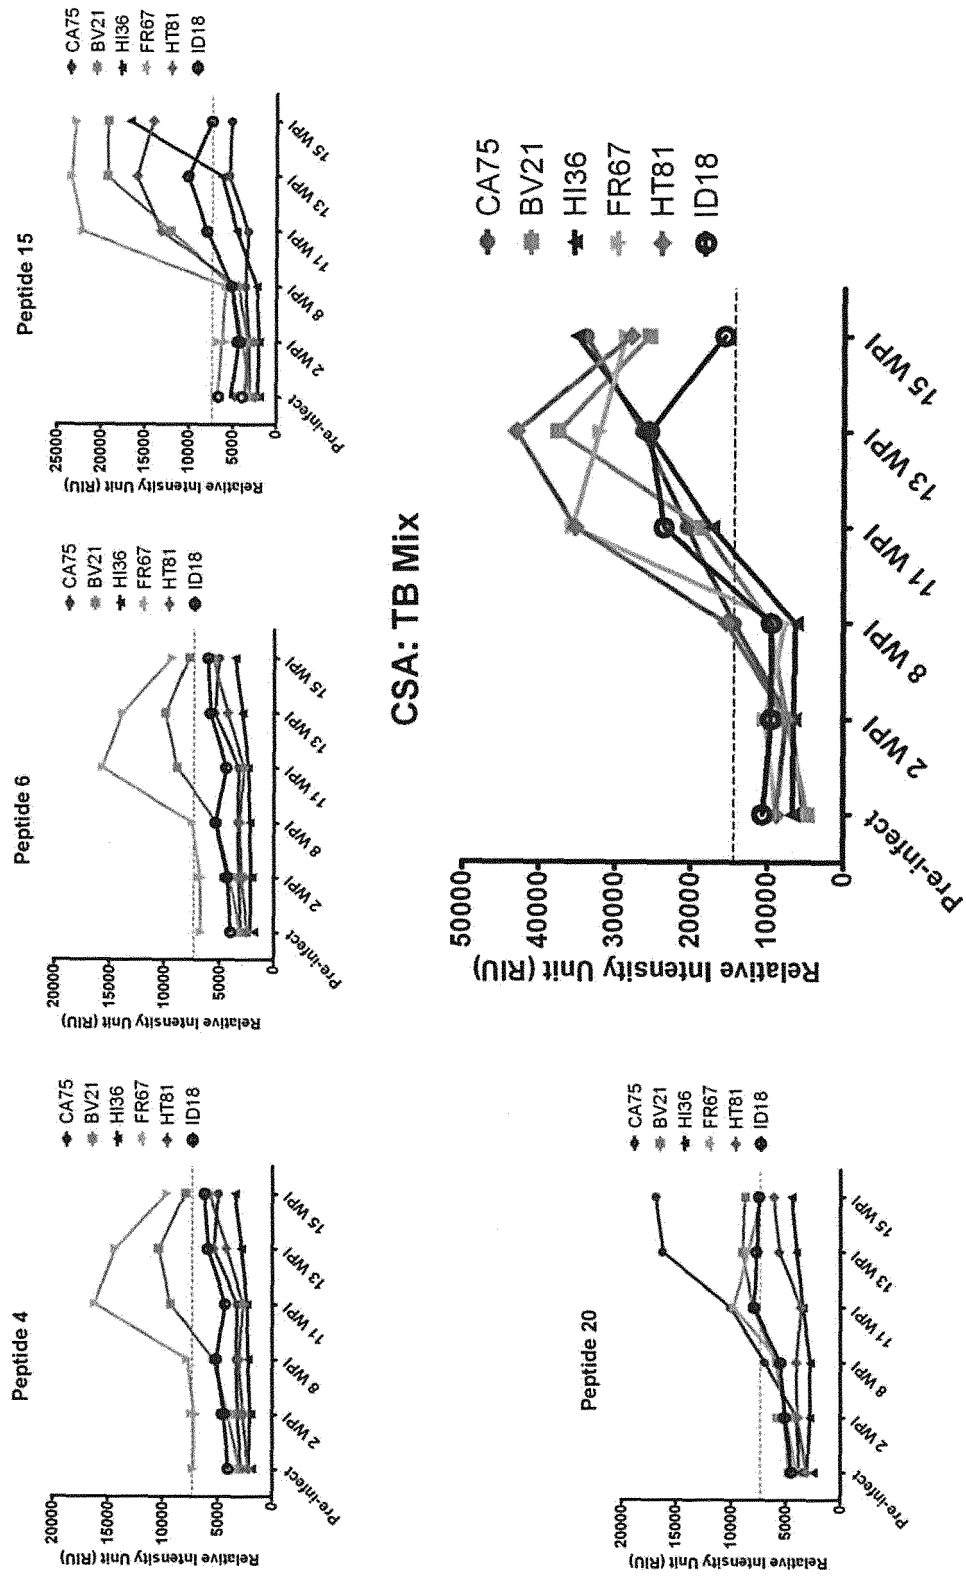 Peptide 4
Relative Intensity Unit (RIU)
20000
15000
10000
5000
0
Pre-infect
2 WPI
8 WPI
11 WPI
13 WPI
15 WPI
CA75
BV21
HI36
FR67
HT81
ID18
Peptide 6
Relative Intensity Unit (RIU)
20000
15000
10000
5000
0
Pre-infect
2 WPI
8 WPI
11 WPI
13 WPI
15 WPI
CA75
BV21
HI36
FR67
HT81
ID18
Peptide 15
Relative Intensity Unit (RIU)
25000
20000
15000
10000
5000
0
Pre-infect
2 WPI
8 WPI
11 WPI
13 WPI
15 WPI
CA75
BV21
HI36
FR67
HT81
ID18
Peptide 20
Relative Intensity Unit (RIU)
20000
15000
10000
5000
0
Pre-infect
2 WPI
8 WPI
11 WPI
13 WPI
15 WPI
CA75
BV21
HI36
FR67
HT81
ID18
CSA: TB Mix
Relative Intensity Unit (RIU)
50000
40000
30000
20000
10000
0
Pre-infect
2 WPI
8 WPI
11 WPI
13 WPI
15 WPI
CA75
BV21
HI36
FR67
HT81
ID18